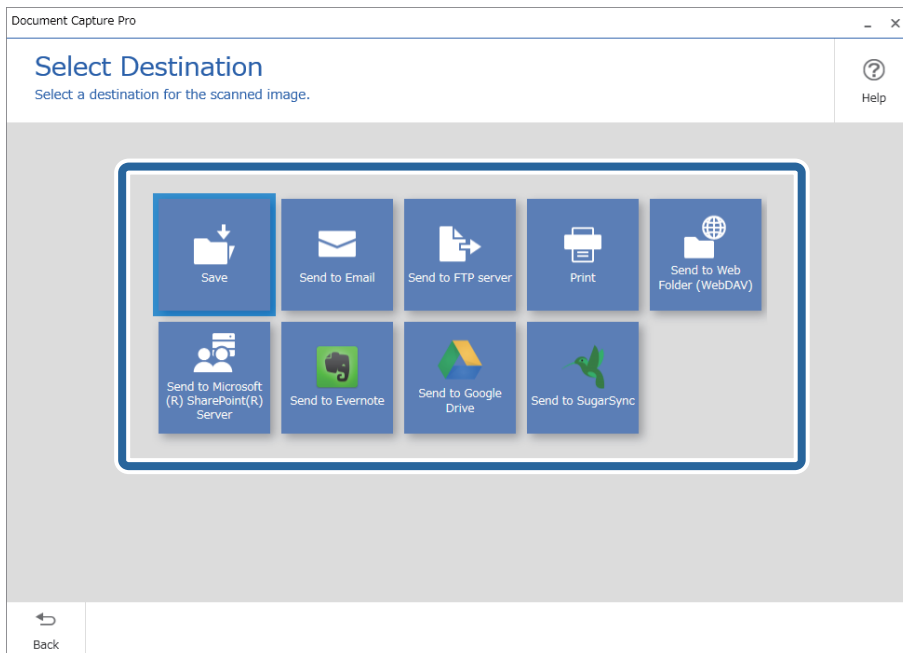 Document Capture Pro
Select Destination
Select a destination for the scanned image.
Help
Save
Send to Email
Send to FTP server
Print
Send to Web
Folder (WebDAV)
Send to Microsoft
(R) SharePoint(R)
Server
Send to Evernote
Send to Google
Drive
Send to SugarSync
Back